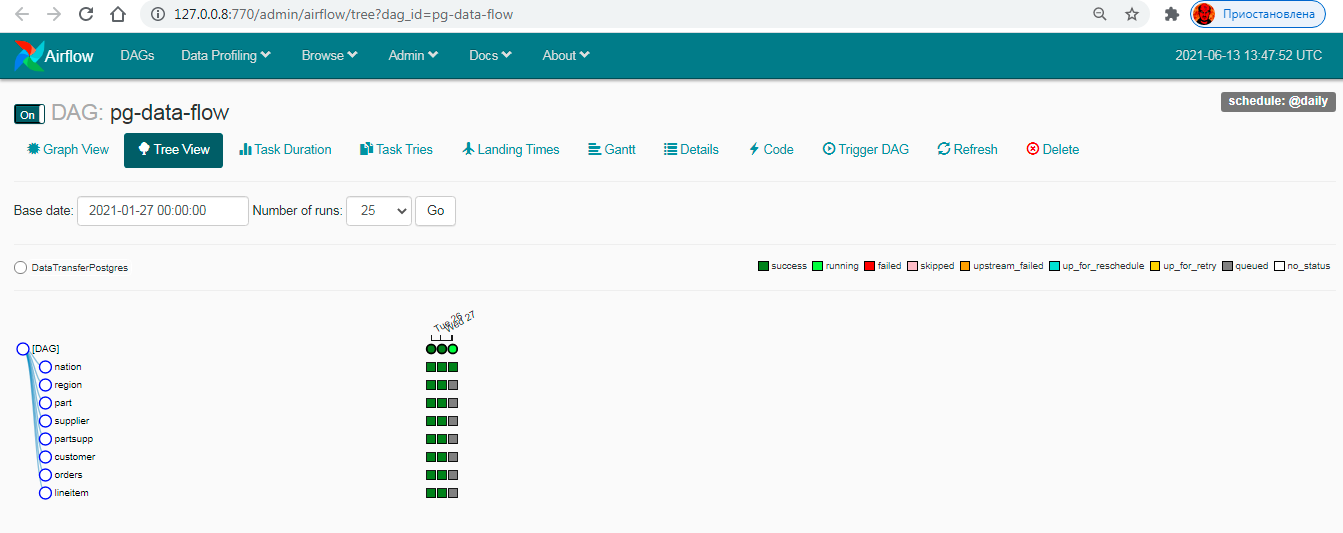 127.0.0.8:770/admin/airflow/tree?dag_id=pg-data-flow
Приостановлена
Airflow DAGs Data Profiling Browse Admin Docs About 2021-06-13 13:47:52 UTC
schedule: @daily
On DAG: pg-data-flow
Graph View Tree View Task Duration Task Tries Landing Times Gantt Details Code Trigger DAG Refresh Delete
Base date: 2021-01-27 00:00:00 Number of runs: 25 Go
DataTransferPostgres success running failed skipped upstream_failed up_for_reschedule up_for_retry queued no_status
Tue 26 Wed 27
[DAG]
nation
region
part
supplier
partsupp
customer
orders
lineitem